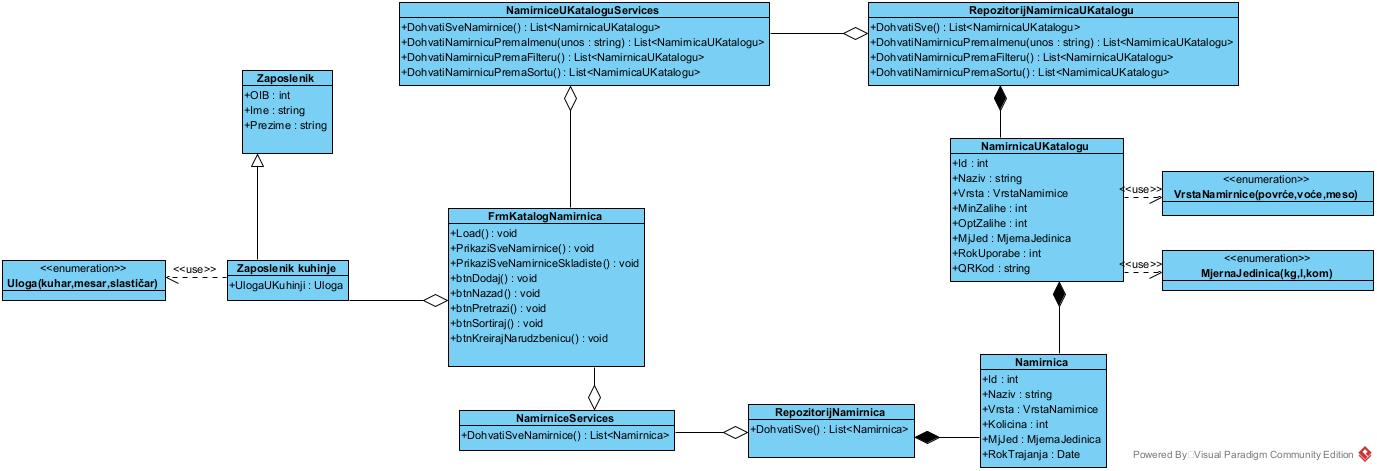 NamirniceUKataloguServices
+DohvatiSveNamirnice() : List<NamirnicaUKatalogu>
+DohvatiNamirnicuPremaImenu(unos : string) : List<NamirnicaUKatalogu>
+DohvatiNamirnicuPremaFilteru() : List<NamirnicaUKatalogu>
+DohvatiNamirnicuPremaSortu() : List<NamirnicaUKatalogu>
RepozitorijNamirnicaUKatalogu
+DohvatiSve() : List<NamirnicaUKatalogu>
+DohvatiNamirnicuPremaImenu(unos : string) : List<NamirnicaUKatalogu>
+DohvatiNamirnicuPremaFilteru() : List<NamirnicaUKatalogu>
+DohvatiNamirnicuPremaSortu() : List<NamirnicaUKatalogu>
Zaposlenik
+OIB : int
+Ime : string
+Prezime : string
NamirnicaUKatalogu
+Id : int
+Naziv : string
+Vrsta : VrstaNamirnice
+MinZalihe : int
+OptZalihe : int
+MjJed : MjernaJedinica
+RokUporabe : int
+QRKod : string
<<use>>
<<enumeration>>
VrstaNamirnice(povrće,voće,meso)
<<use>>
<<enumeration>>
MjernaJedinica(kg,l,kom)
FrmKatalogNamirnica
+Load() : void
+PrikaziSveNamirnice() : void
+PrikaziSveNamirniceSkladiste() : void
+btnDodaj() : void
+btnNazad() : void
+btnPretrazi() : void
+btnSortiraj() : void
+btnKreirajNarudzbenicu() : void
<<enumeration>>
Uloga(kuhar,mesar,slastičar)
<<use>>
Zaposlenik kuhinje
+UlogaUKuhinji : Uloga
NamirniceServices
+DohvatiSveNamirnice() : List<Namirnica>
RepozitorijNamirnica
+DohvatiSve() : List<Namirnica>
Namirnica
+Id : int
+Naziv : string
+Vrsta : VrstaNamirnice
+Kolicina : int
+MjJed : MjernaJedinica
+RokTrajanja : Date
Powered By Visual Paradigm Community Edition